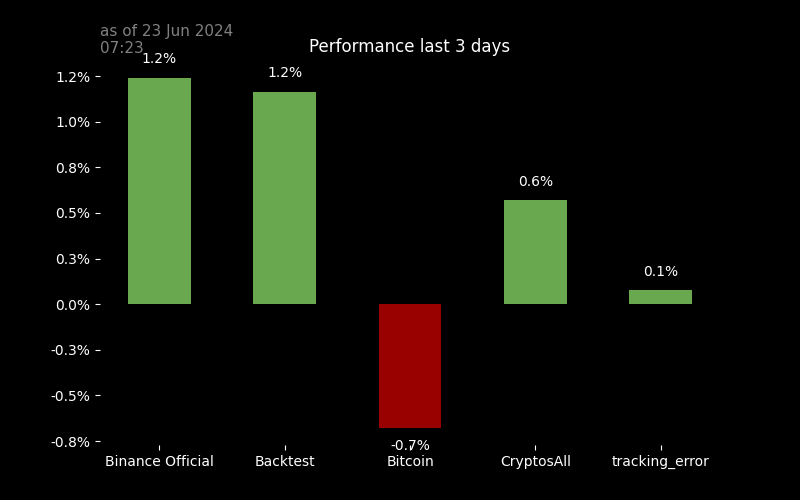 as of 23 Jun 2024
07:23
Performance last 3 days
1.2%
1.2%
-0.7%
0.6%
0.1%
1.2%
1.0%
0.8%
0.5%
0.3%
0.0%
-0.3%
-0.5%
-0.8%
Binance Official
Backtest
Bitcoin
CryptosAll
tracking_error